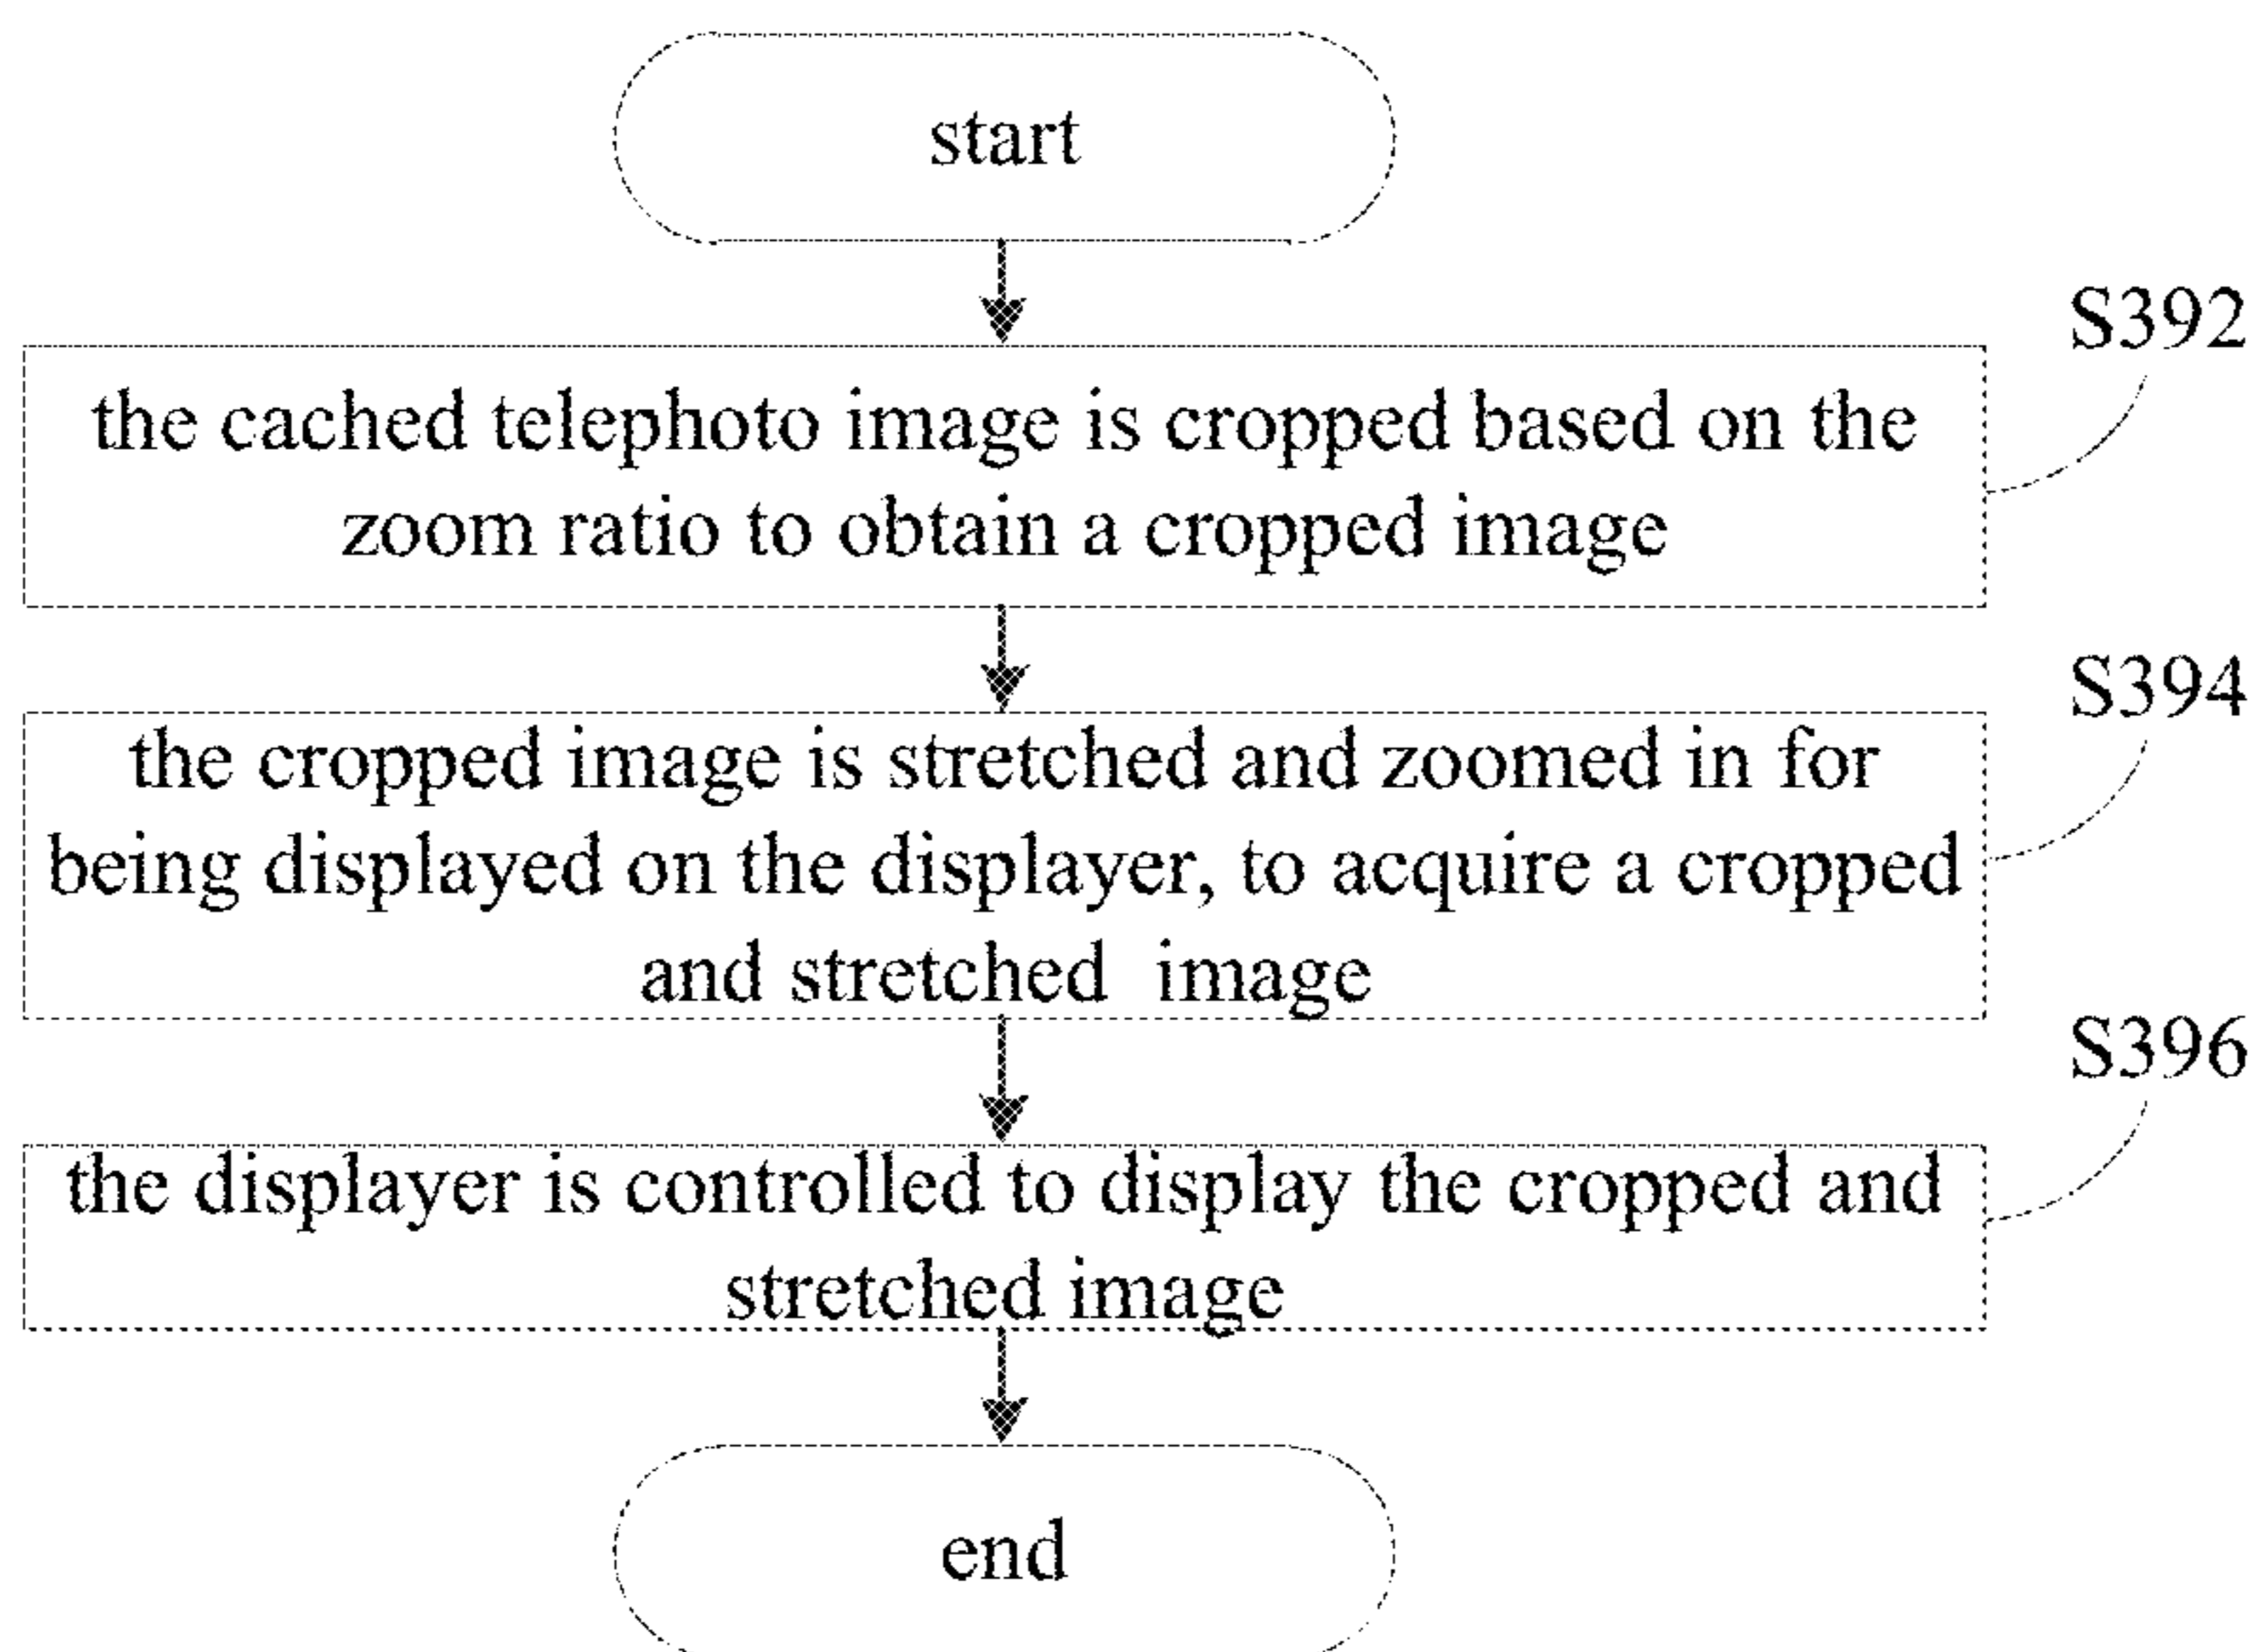 start
S392
the cached telephoto image is cropped based on the
zoom ratio to obtain a cropped image
S394
the cropped image is stretched and zoomed in for
being displayed on the displayer, to acquire a cropped
and stretched image
S396
the displayer is controlled to display the cropped and
stretched image
end